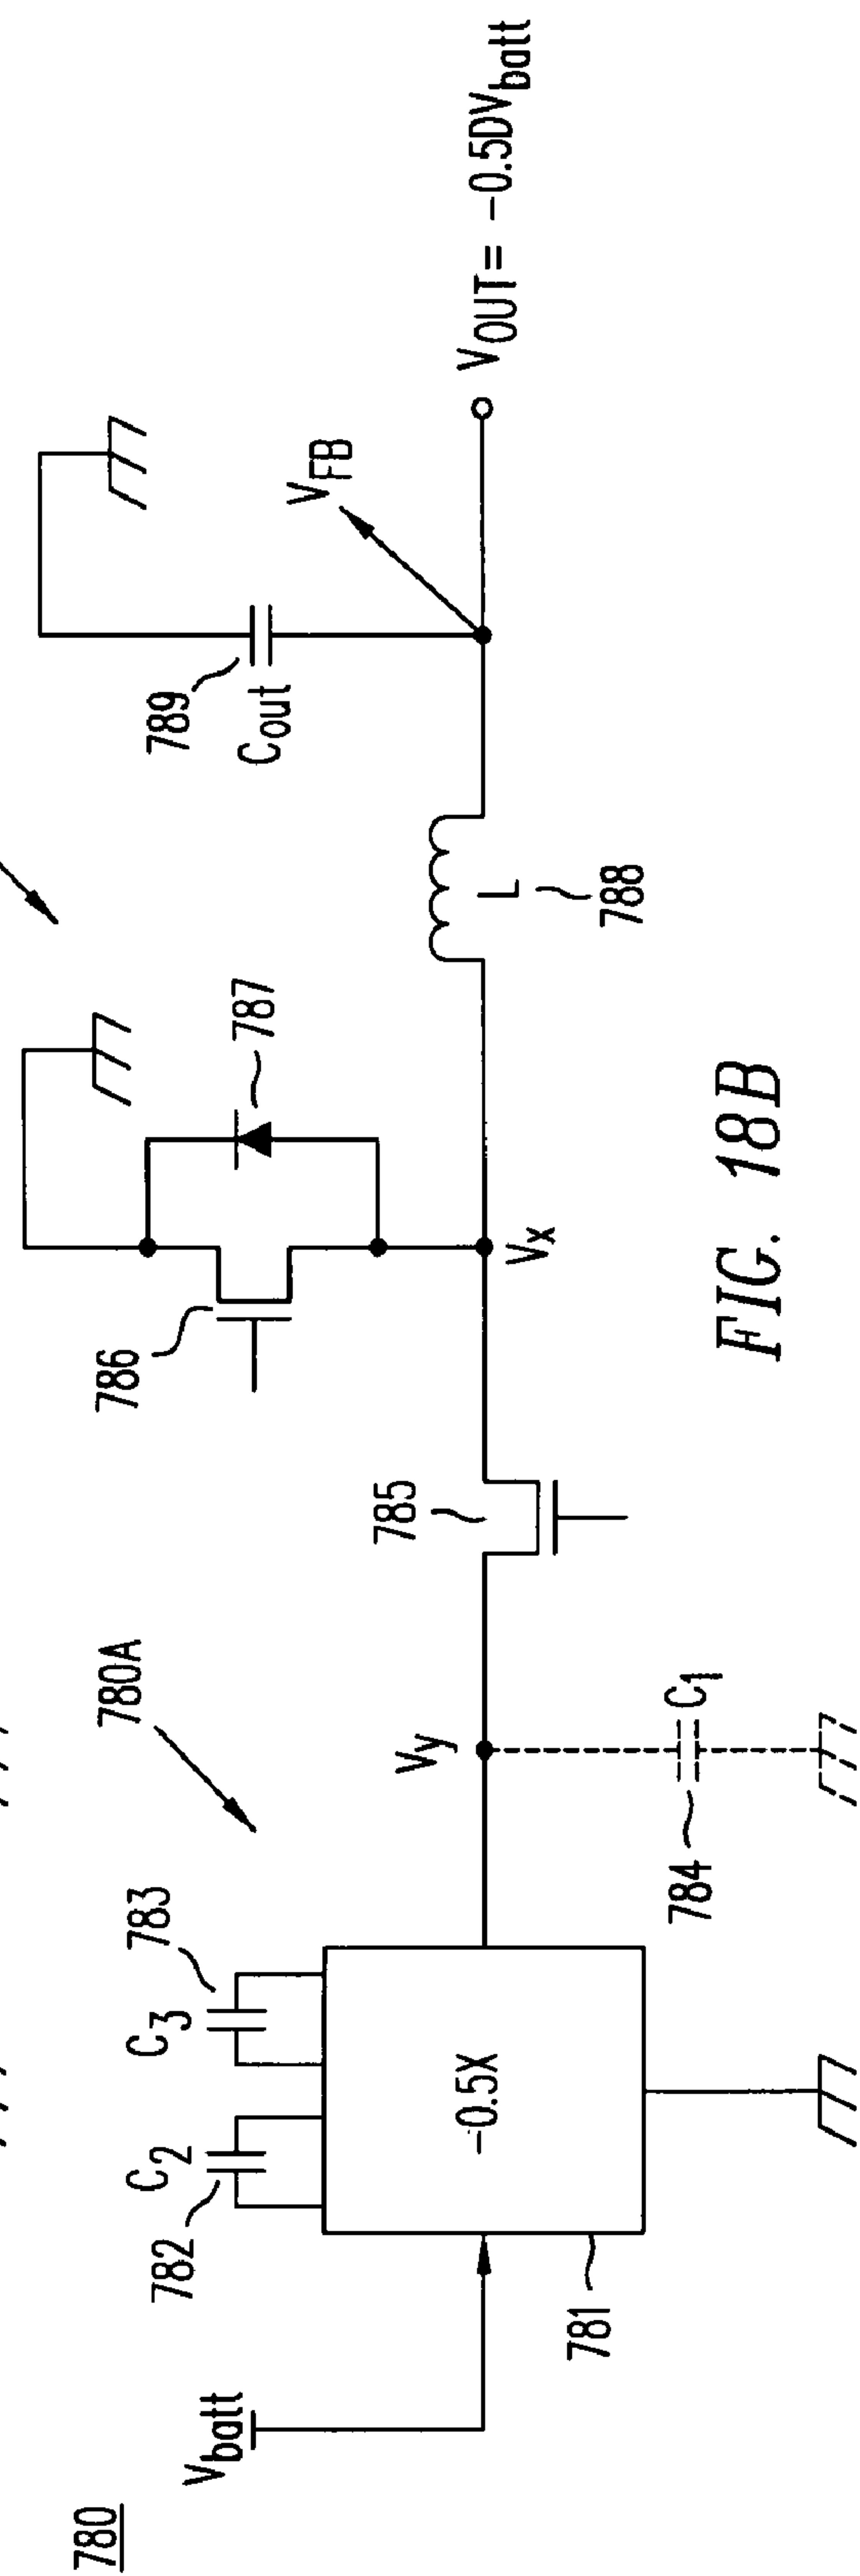 780
V_batt
C_2
782
C_3
783
-0.5X
781
780A
V_y
C_1
784
785
786
787
V_x
L
788
789
C_out
V_FB
V_OUT = -0.5DV_batt
FIG. 18B